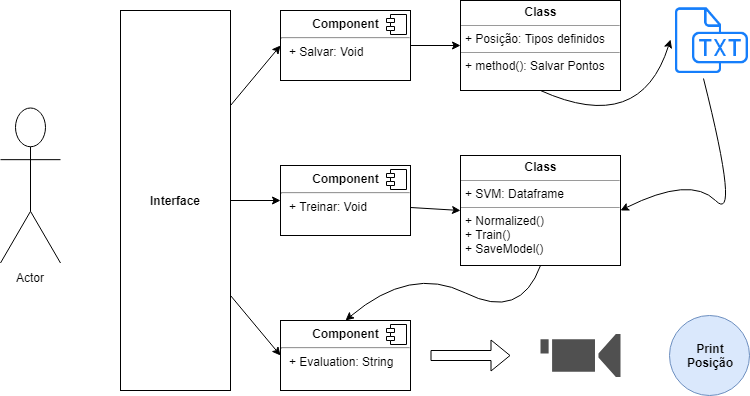 Component
+ Salvar: Void
Class
+ Posição: Tipos definidos
+ method(): Salvar Pontos
TXT
Actor
Interface
Component
+ Treinar: Void
Class
+ SVM: Dataframe
+ Normalized()
+ Train()
+ SaveModel()
Component
+ Evaluation: String
Print
Posição